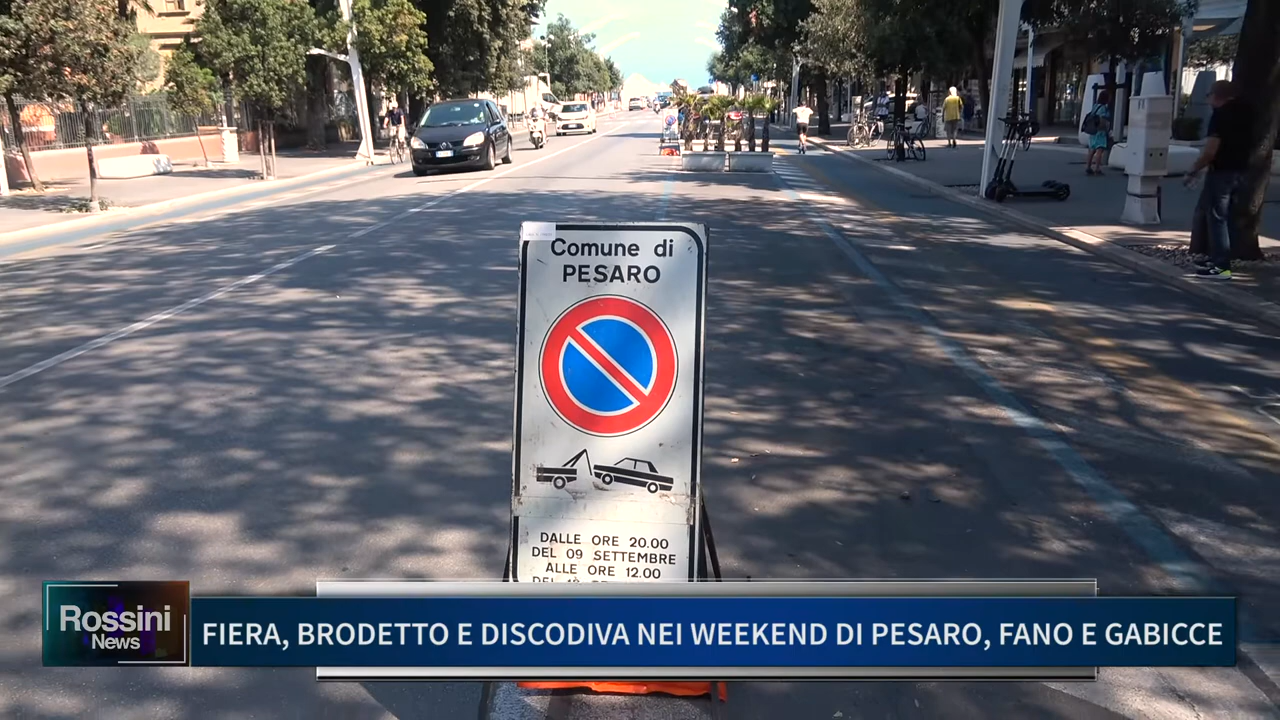 Comune di
PESARO
DALLE ORE 20.00
DEL 09 SETTEMBRE
ALLE ORE 12.00
Rossini
News
FIERA, BRODETTO E DISCODIVA NEI WEEKEND DI PESARO, FANO E GABICCE